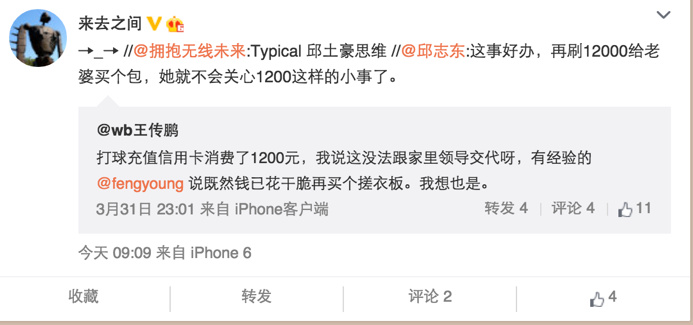 来去之间
→_→ //@拥抱无线未来:Typical 邱土豪思维 //@邱志东:这事好办，再刷12000给老
婆买个包，她就不会关心1200这样的小事了。
@wb王传鹏
打球充值信用卡消费了1200元，我说这没法跟家里领导交代呀，有经验的
@fengyoung 说既然钱已花干脆再买个搓衣板。我想也是。
3月31日 23:01 来自 iPhone客户端 转发 4 评论 4 11
今天 09:09 来自 iPhone 6
收藏 转发 评论 2 4